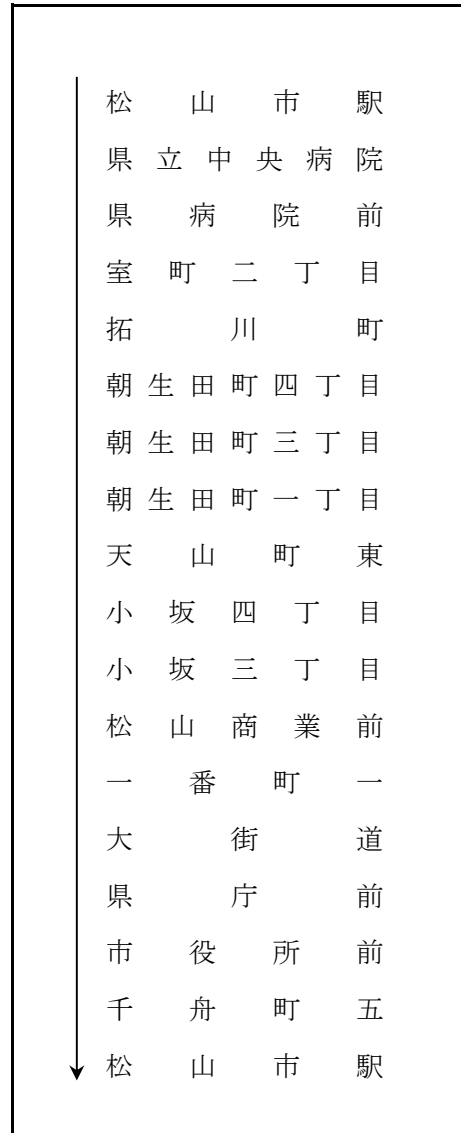 松山市駅
県立中央病院
県病院前
室町二丁目
拓川町
朝生田町四丁目
朝生田町三丁目
朝生田町一丁目
天山町東
小坂四丁目
小坂三丁目
松山商業前
一番町一
大街道
県庁前
市役所前
千舟町五
松山市駅